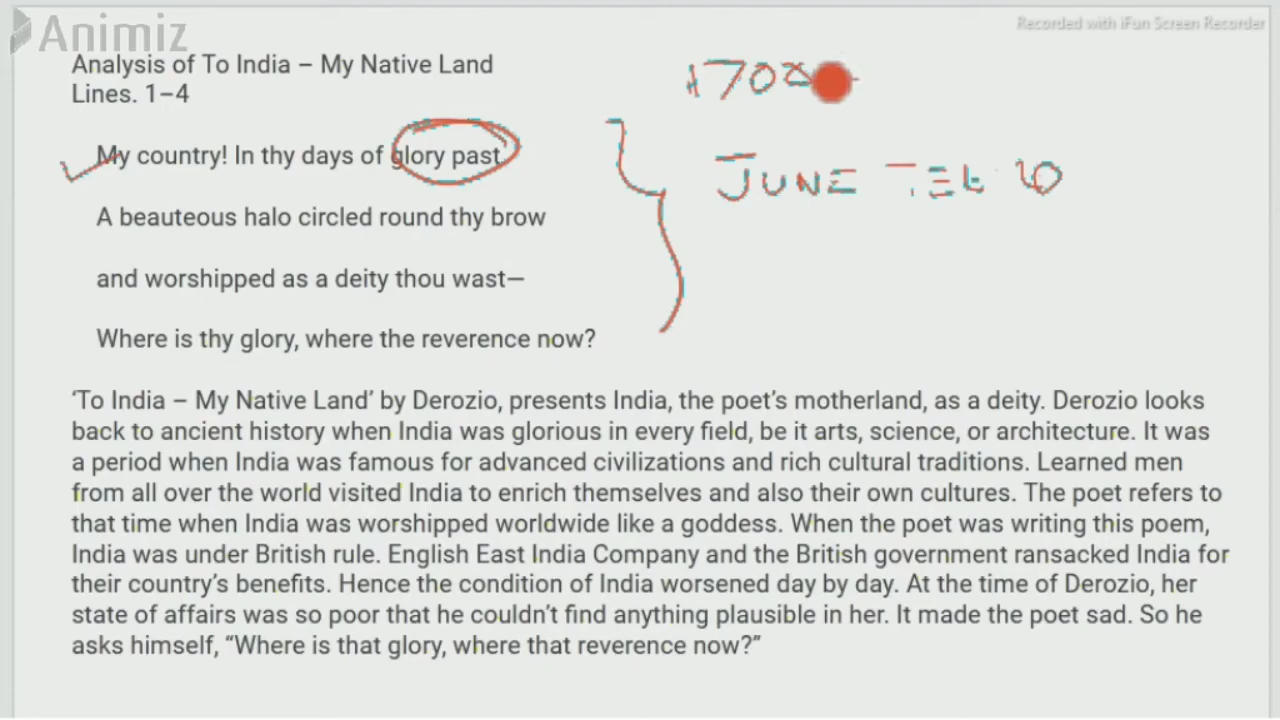 Animiz
Recorded with iFun Screen Recorder
Analysis of To India – My Native Land
Lines. 1–4
My country! In thy days of glory past
A beauteous halo circled round thy brow
and worshipped as a deity thou wast—
Where is thy glory, where the reverence now?
JUNE
‘To India – My Native Land’ by Derozio, presents India, the poet’s motherland, as a deity. Derozio looks
back to ancient history when India was glorious in every field, be it arts, science, or architecture. It was
a period when India was famous for advanced civilizations and rich cultural traditions. Learned men
from all over the world visited India to enrich themselves and also their own cultures. The poet refers to
that time when India was worshipped worldwide like a goddess. When the poet was writing this poem,
India was under British rule. English East India Company and the British government ransacked India for
their country’s benefits. Hence the condition of India worsened day by day. At the time of Derozio, her
state of affairs was so poor that he couldn’t find anything plausible in her. It made the poet sad. So he
asks himself, “Where is that glory, where that reverence now?”